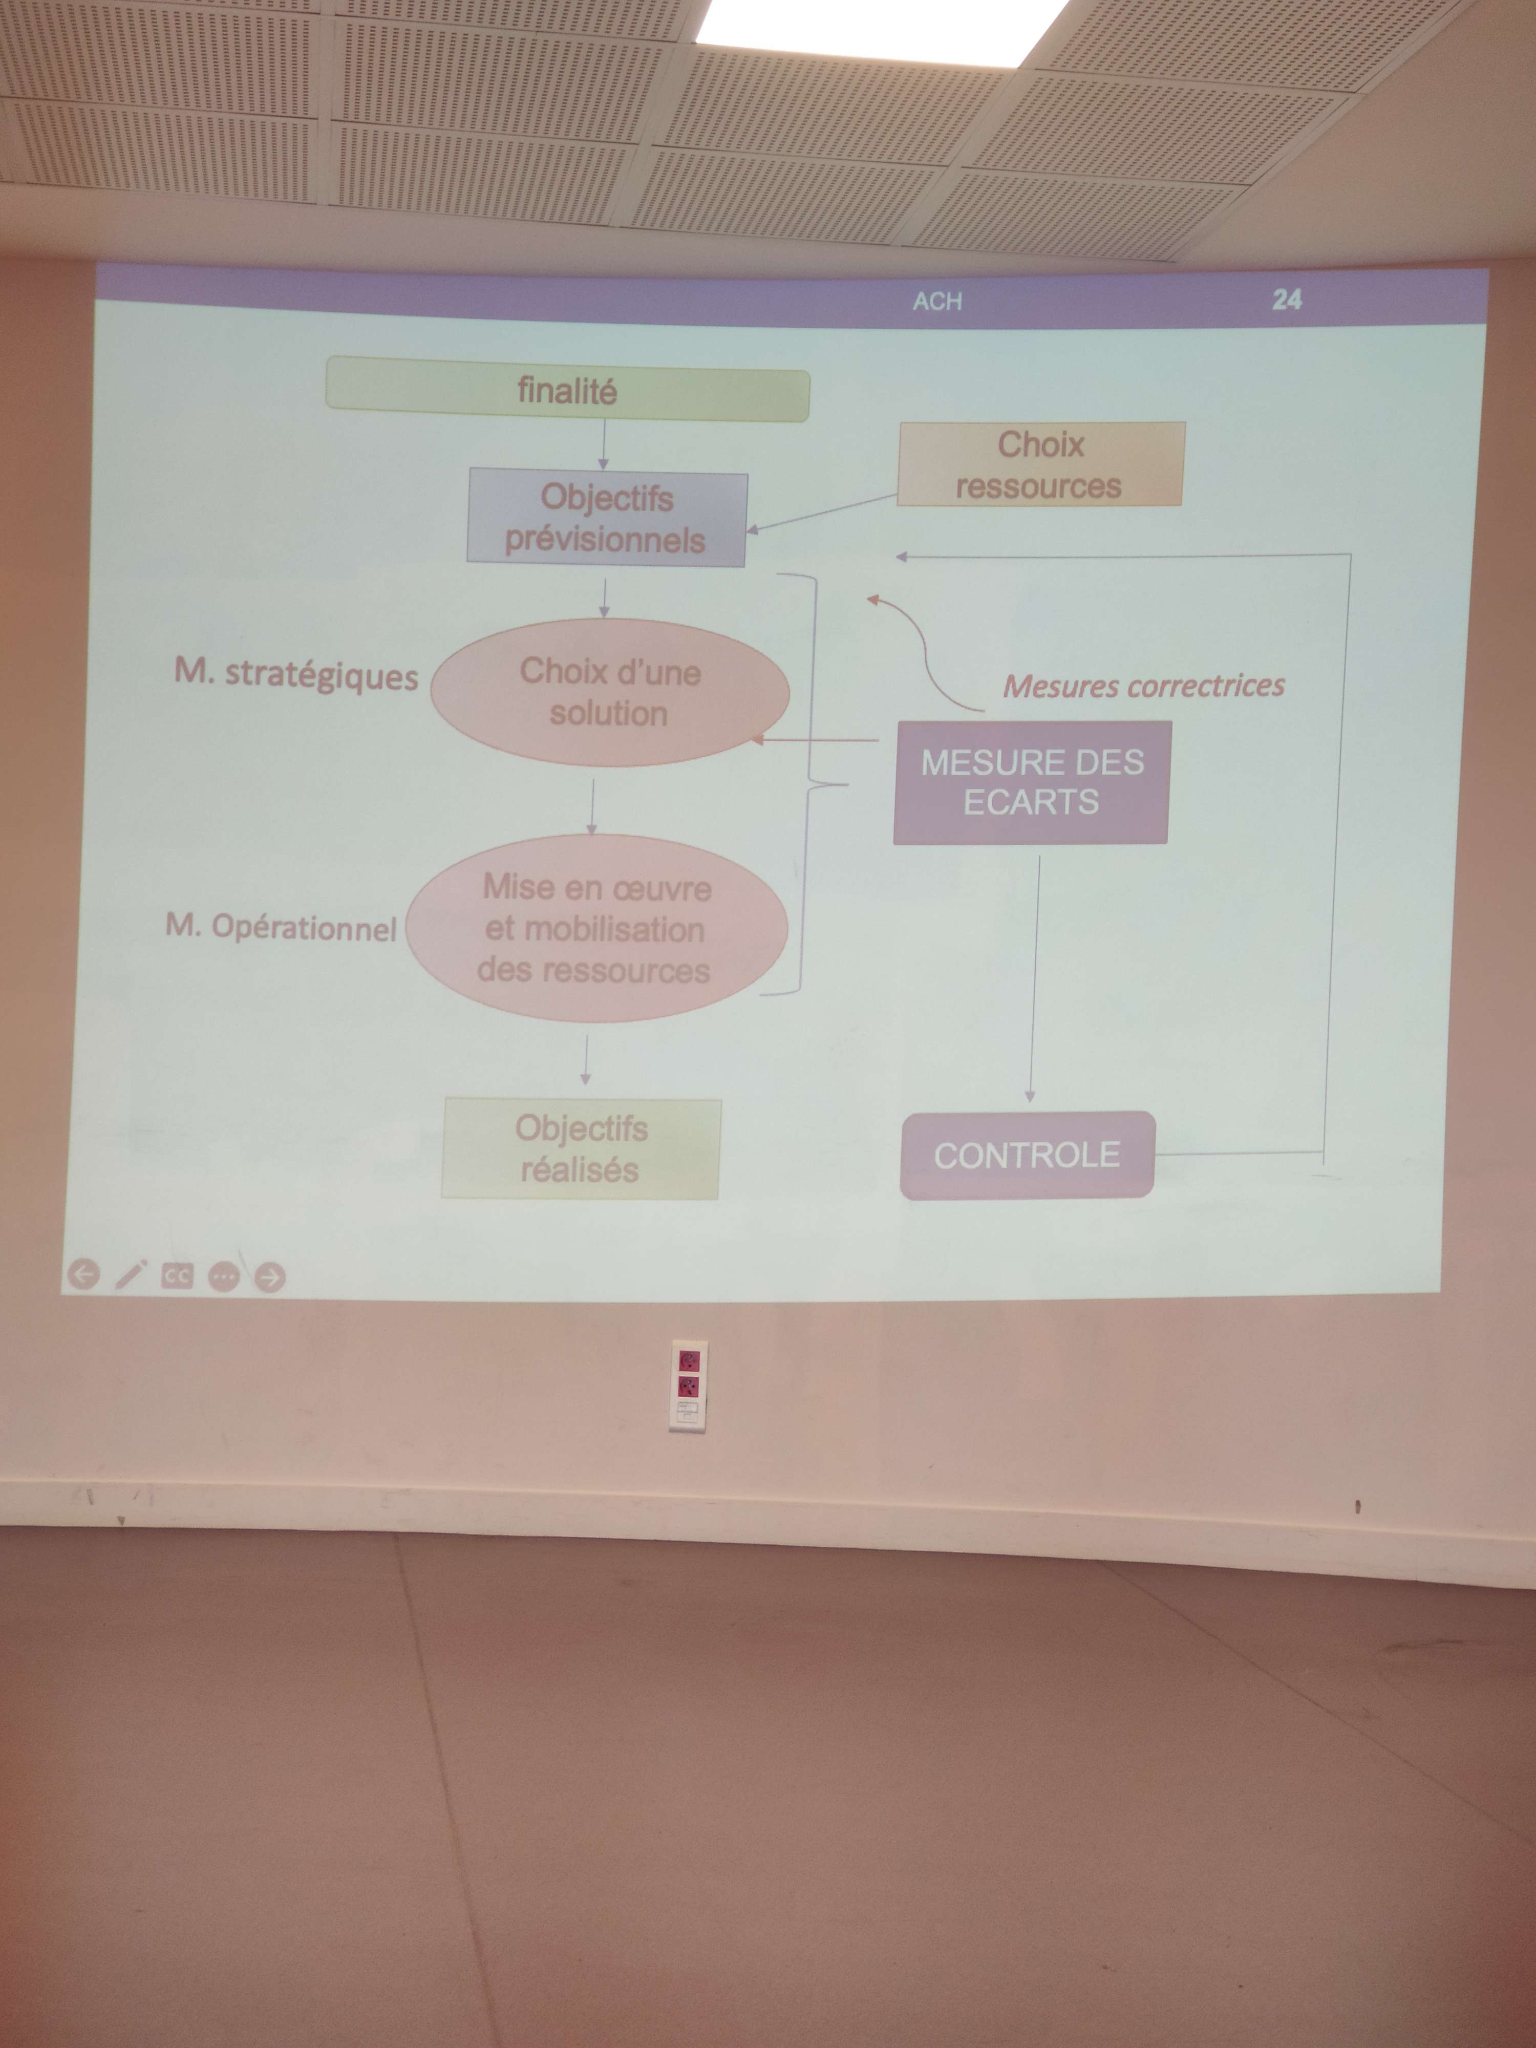 ACH
24
finalité
Choix
ressources
Objectifs
prévisionnels
M. stratégiques
Choix d'une
solution
Mesures correctrices
MESURE DES
ECARTS
M. Opérationnel
Mise en œuvre
et mobilisation
des ressources
Objectifs
réalisés
CONTROLE
CC